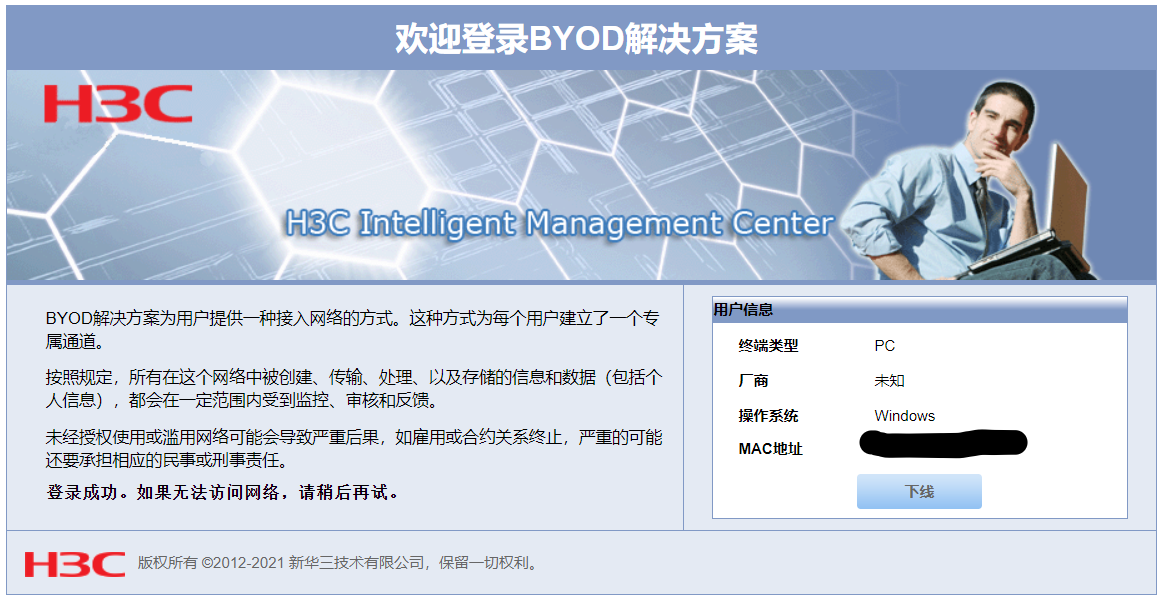 欢迎登录BYOD解决方案
H3C
H3C Intelligent Management Center
BYOD解决方案为用户提供一种接入网络的方式。这种方式为每个用户建立了一个专
属通道。
按照规定，所有在这个网络中被创建、传输、处理、以及存储的信息和数据（包括个
人信息），都会在一定范围内受到监控、审核和反馈。
未经授权使用或滥用网络可能会导致严重后果，如雇用或合约关系终止，严重的可能
还要承担相应的民事或刑事责任。
登录成功。如果无法访问网络，请稍后再试。
用户信息
终端类型 PC
厂商 未知
操作系统 Windows
MAC地址
下线
H3C 版权所有 ©2012-2021 新华三技术有限公司，保留一切权利。